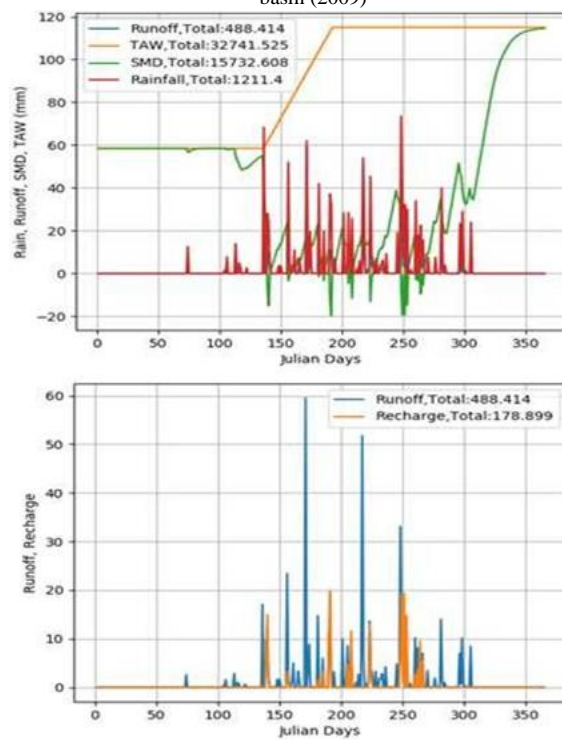 basin (2009)
Runoff,Total:488.414
TAW,Total:32741.525
SMD,Total:15732.608
Rainfall,Total:1211.4
Rain, Runoff, SMD, TAW (mm)
120
100
80
60
40
20
0
−20
0 50 100 150 200 250 300 350
Julian Days
Runoff,Total:488.414
Recharge,Total:178.899
Runoff, Recharge
60
50
40
30
20
10
0
0 50 100 150 200 250 300 350
Julian Days